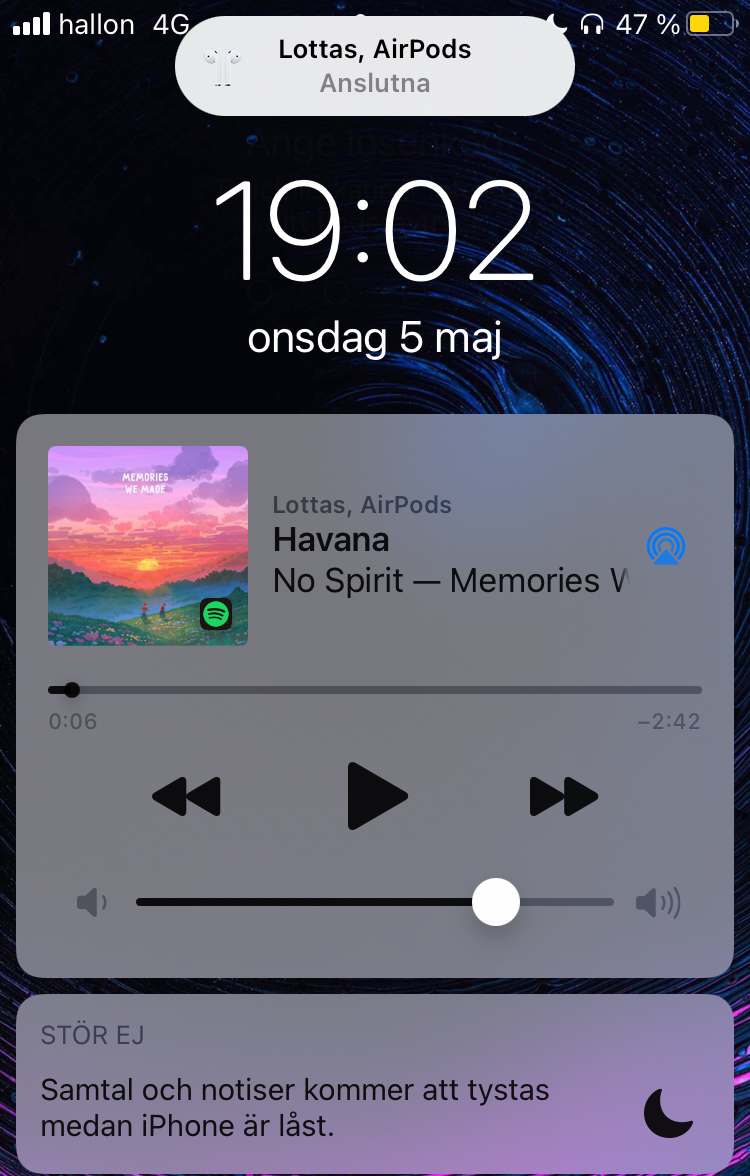 hallon 4G 47 %
Lottas, AirPods
Anslutna
19:02
onsdag 5 maj
MEMORIES
WE MADE
Lottas, AirPods
Havana
No Spirit — Memories
0:06 −2:42
STÖR EJ
Samtal och notiser kommer att tystas
medan iPhone är låst.